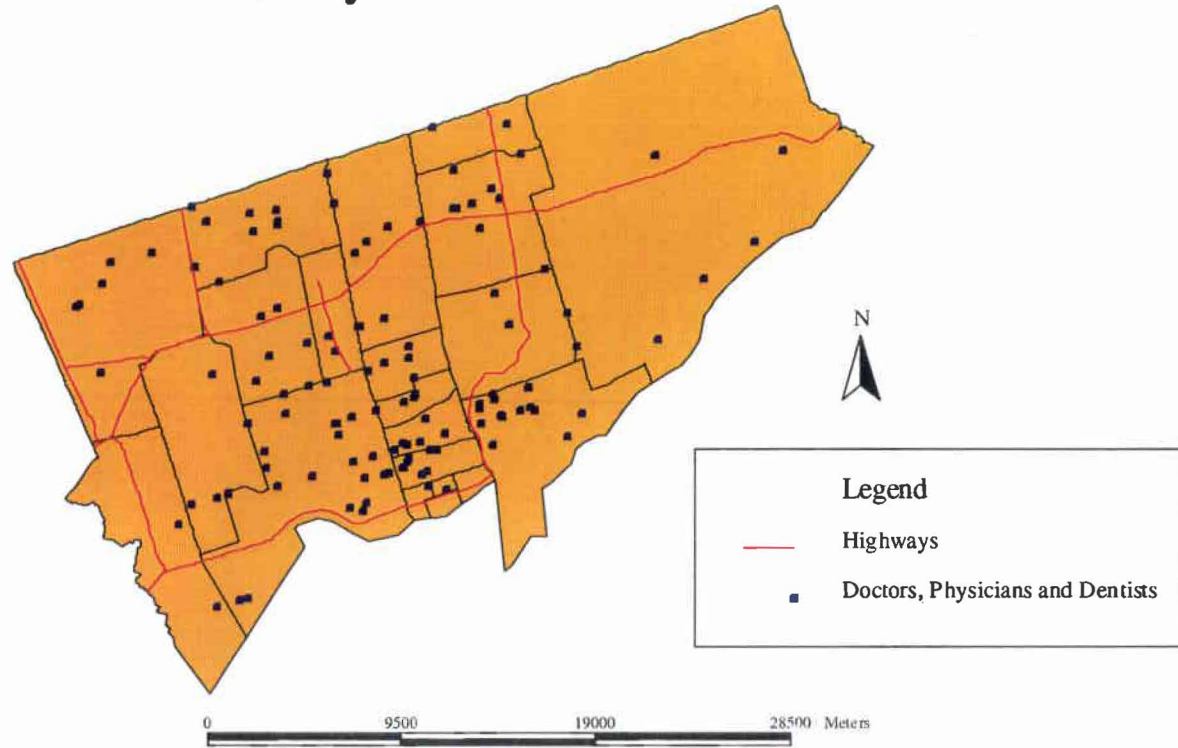 N
Legend
Highways
Doctors, Physicians and Dentists
0 9500 19000 28500 Meters